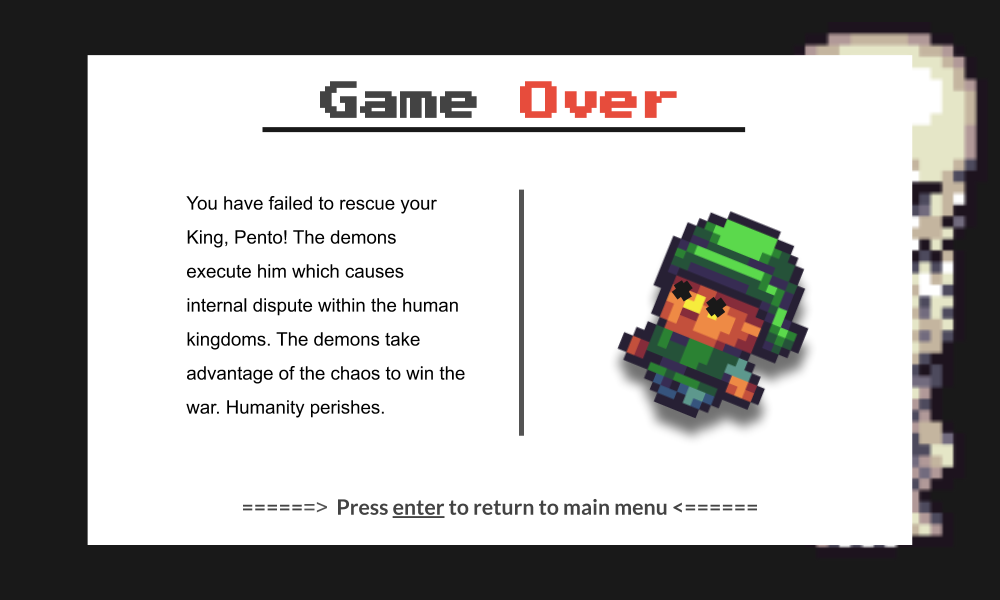 Game Over
You have failed to rescue your
King, Pento! The demons
execute him which causes
internal dispute within the human
kingdoms. The demons take
advantage of the chaos to win the
war. Humanity perishes.
======> Press enter to return to main menu <======